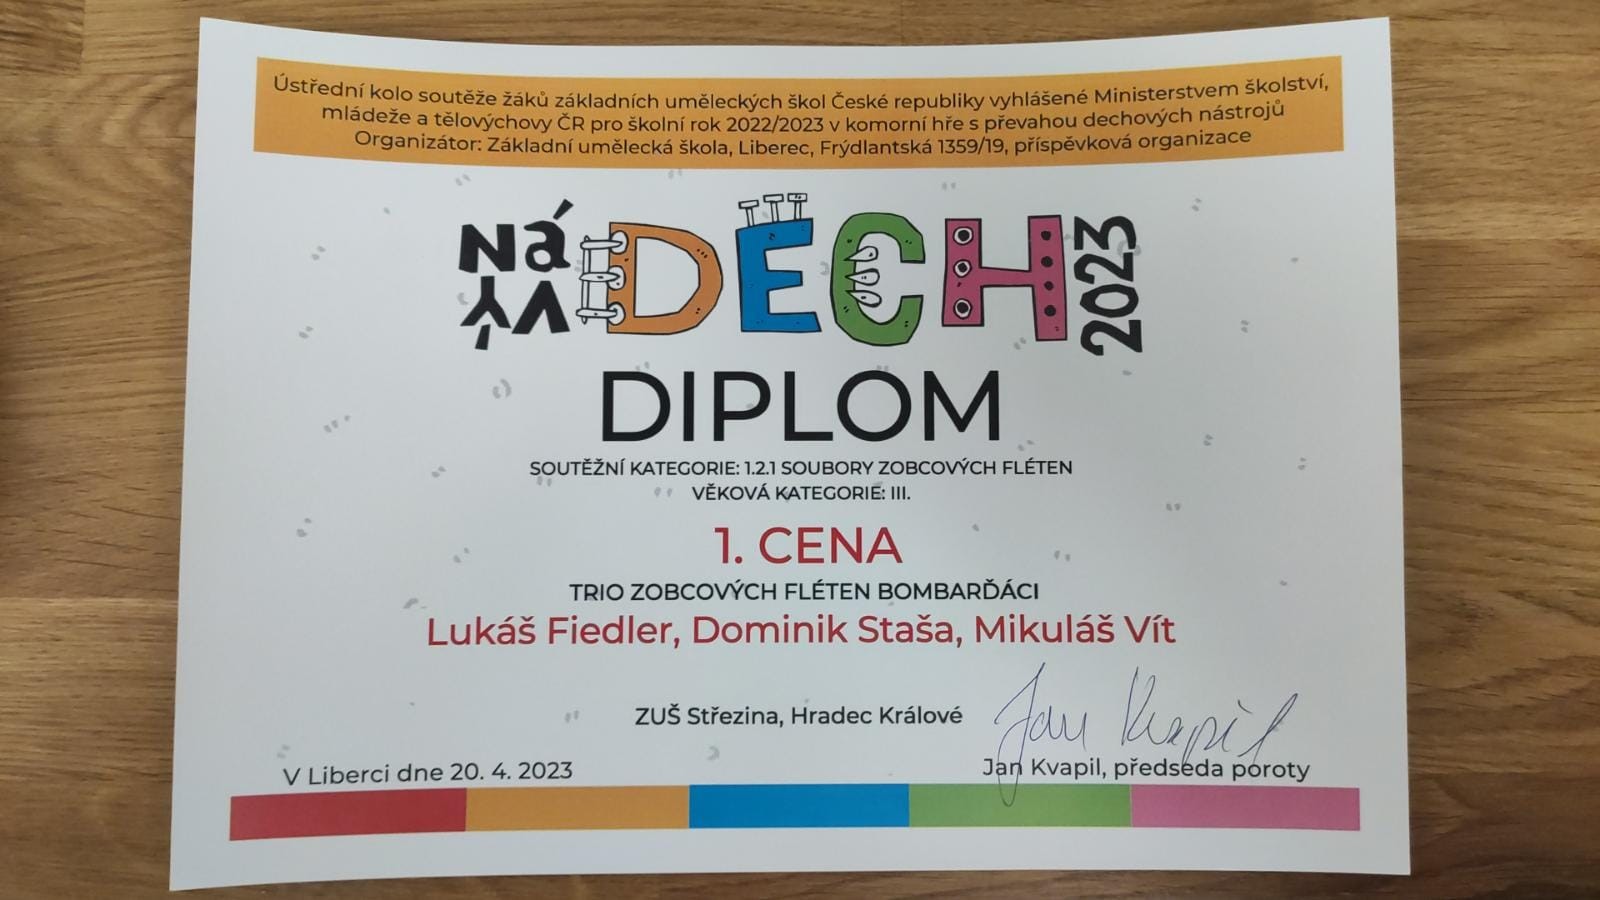 Ústřední kolo soutěže žáků základních uměleckých škol České republiky vyhlášené Ministerstvem školství,
mládeže a tělovýchovy ČR pro školní rok 2022/2023 v komorní hře s převahou dechových nástrojů
Organizátor: Základní umělecká škola, Liberec, Frýdlantská 1359/19, příspěvková organizace
Ná
Vý
DECH
2023
DIPLOM
SOUTĚŽNÍ KATEGORIE: 1.2.1 SOUBORY ZOBCOVÝCH FLÉTEN
VĚKOVÁ KATEGORIE: III.
1. CENA
TRIO ZOBCOVÝCH FLÉTEN BOMBARĎÁCI
Lukáš Fiedler, Dominik Staša, Mikuláš Vít
ZUŠ Střezina, Hradec Králové
Jan Kvapil
V Liberci dne 20. 4. 2023
Jan Kvapil, předseda poroty